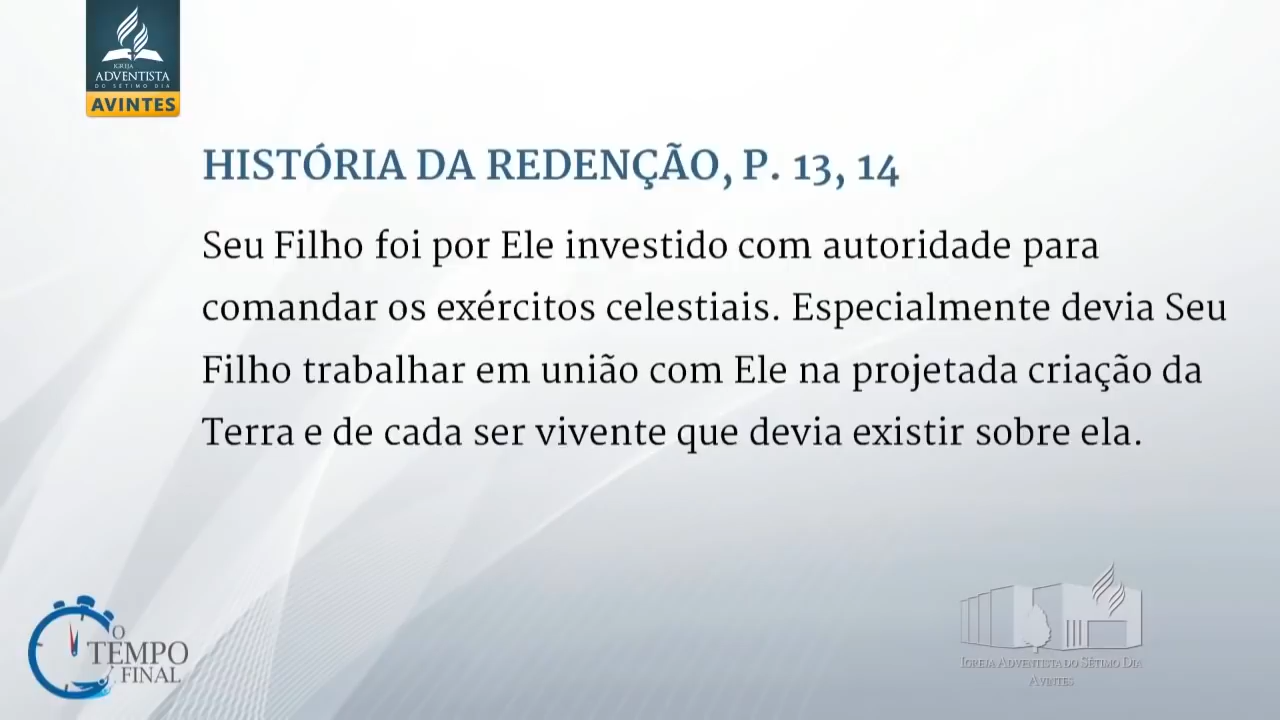 IGREJA
ADVENTISTA
DO SÉTIMO DIA
AVINTES
HISTÓRIA DA REDENÇÃO, P. 13, 14
Seu Filho foi por Ele investido com autoridade para
comandar os exércitos celestiais. Especialmente devia Seu
Filho trabalhar em união com Ele na projetada criação da
Terra e de cada ser vivente que devia existir sobre ela.
O
TEMPO
FINAL
IGREJA ADVENTISTA DO SÉTIMO DIA
AVINTES